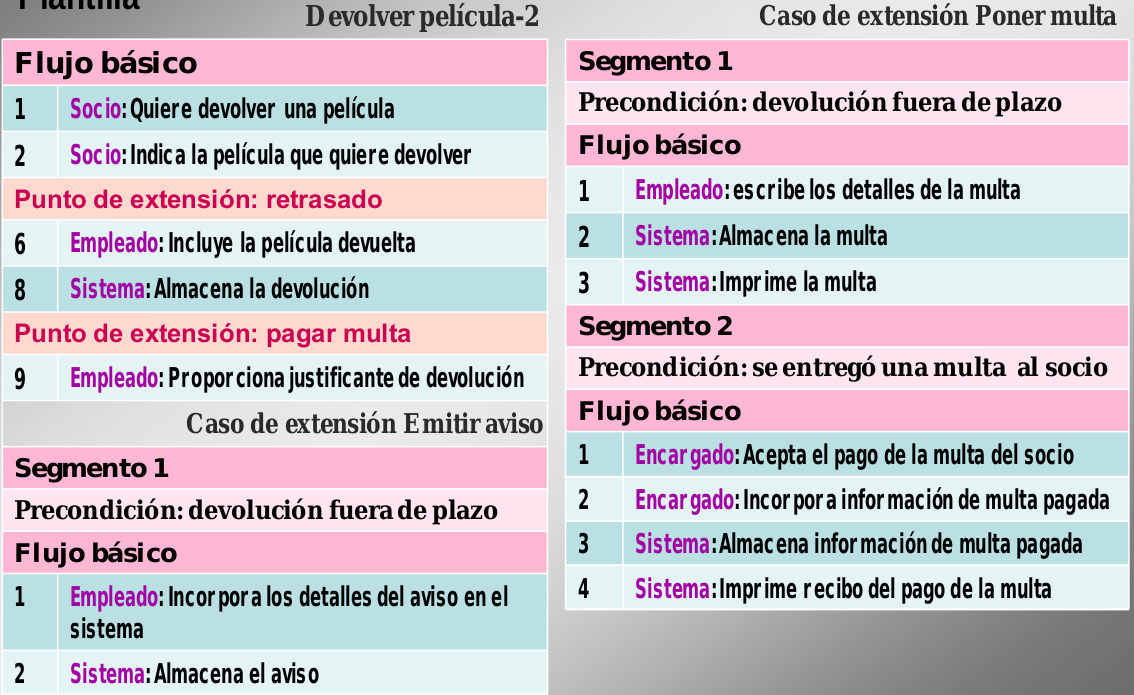 Plantilla
Devolver película-2
Flujo básico
1 Socio: Quiere devolver una película
2 Socio: Indica la película que quiere devolver
Punto de extensión: retrasado
6 Empleado: Incluye la película devuelta
8 Sistema: Almacena la devolución
Punto de extensión: pagar multa
9 Empleado: Proporciona justificante de devolución
Caso de extensión Emitir aviso
Segmento 1
Precondición: devolución fuera de plazo
Flujo básico
1 Empleado: Incorpora los detalles del aviso en el
sistema
2 Sistema: Almacena el aviso
Caso de extensión Poner multa
Segmento 1
Precondición: devolución fuera de plazo
Flujo básico
1 Empleado: escribe los detalles de la multa
2 Sistema: Almacena la multa
3 Sistema: Imprime la multa
Segmento 2
Precondición: se entregó una multa al socio
Flujo básico
1 Encargado: Acepta el pago de la multa del socio
2 Encargado: Incorpora información de multa pagada
3 Sistema: Almacena información de multa pagada
4 Sistema: Imprime recibo del pago de la multa